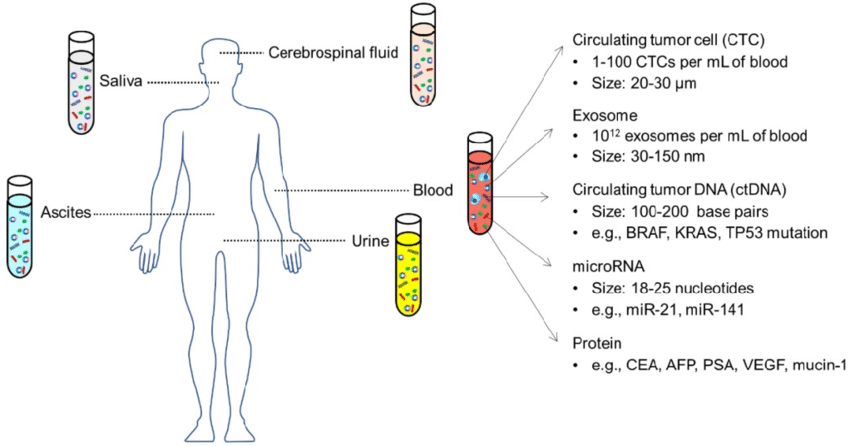 Cerebrospinal fluid
Saliva
Ascites
Blood
Urine
Circulating tumor cell (CTC)
• 1-100 CTCs per mL of blood
• Size: 20-30 µm
Exosome
• 10¹² exosomes per mL of blood
• Size: 30-150 nm
Circulating tumor DNA (ctDNA)
• Size: 100-200 base pairs
• e.g., BRAF, KRAS, TP53 mutation
microRNA
• Size: 18-25 nucleotides
• e.g., miR-21, miR-141
Protein
• e.g., CEA, AFP, PSA, VEGF, mucin-1